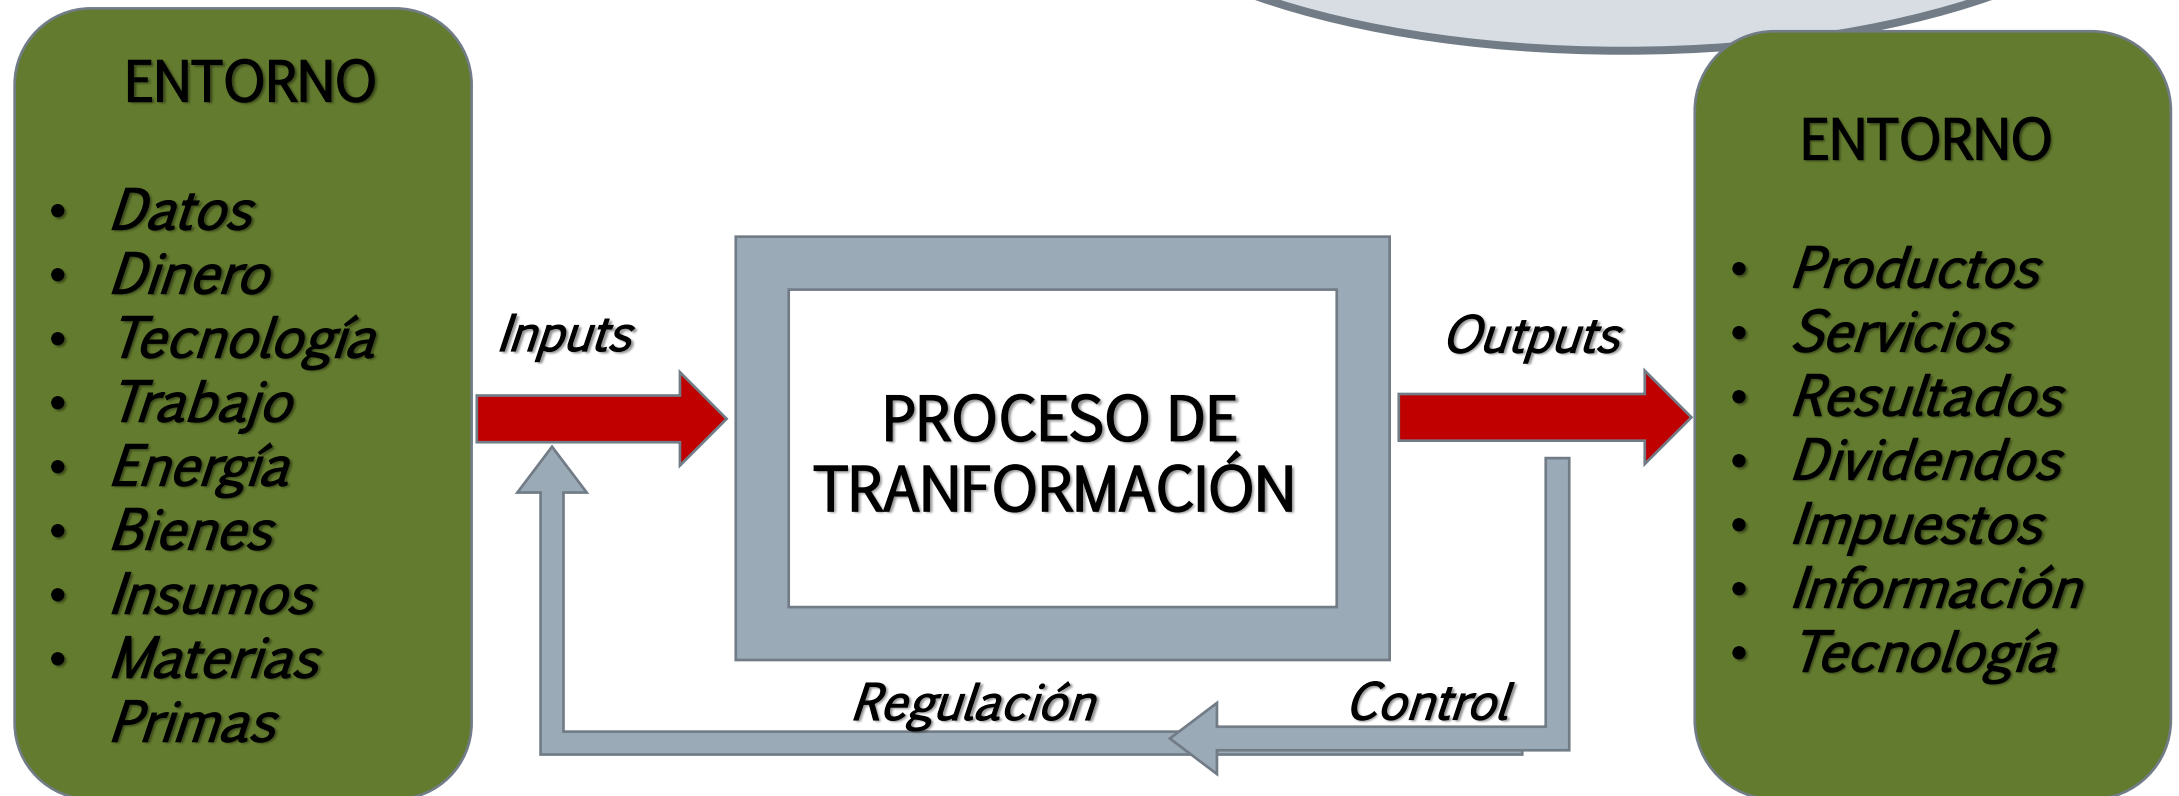 ENTORNO
• Datos
• Dinero
• Tecnología
• Trabajo
• Energía
• Bienes
• Insumos
• Materias
Primas
Inputs
PROCESO DE
TRANFORMACIÓN
Outputs
Regulación
Control
ENTORNO
• Productos
• Servicios
• Resultados
• Dividendos
• Impuestos
• Información
• Tecnología